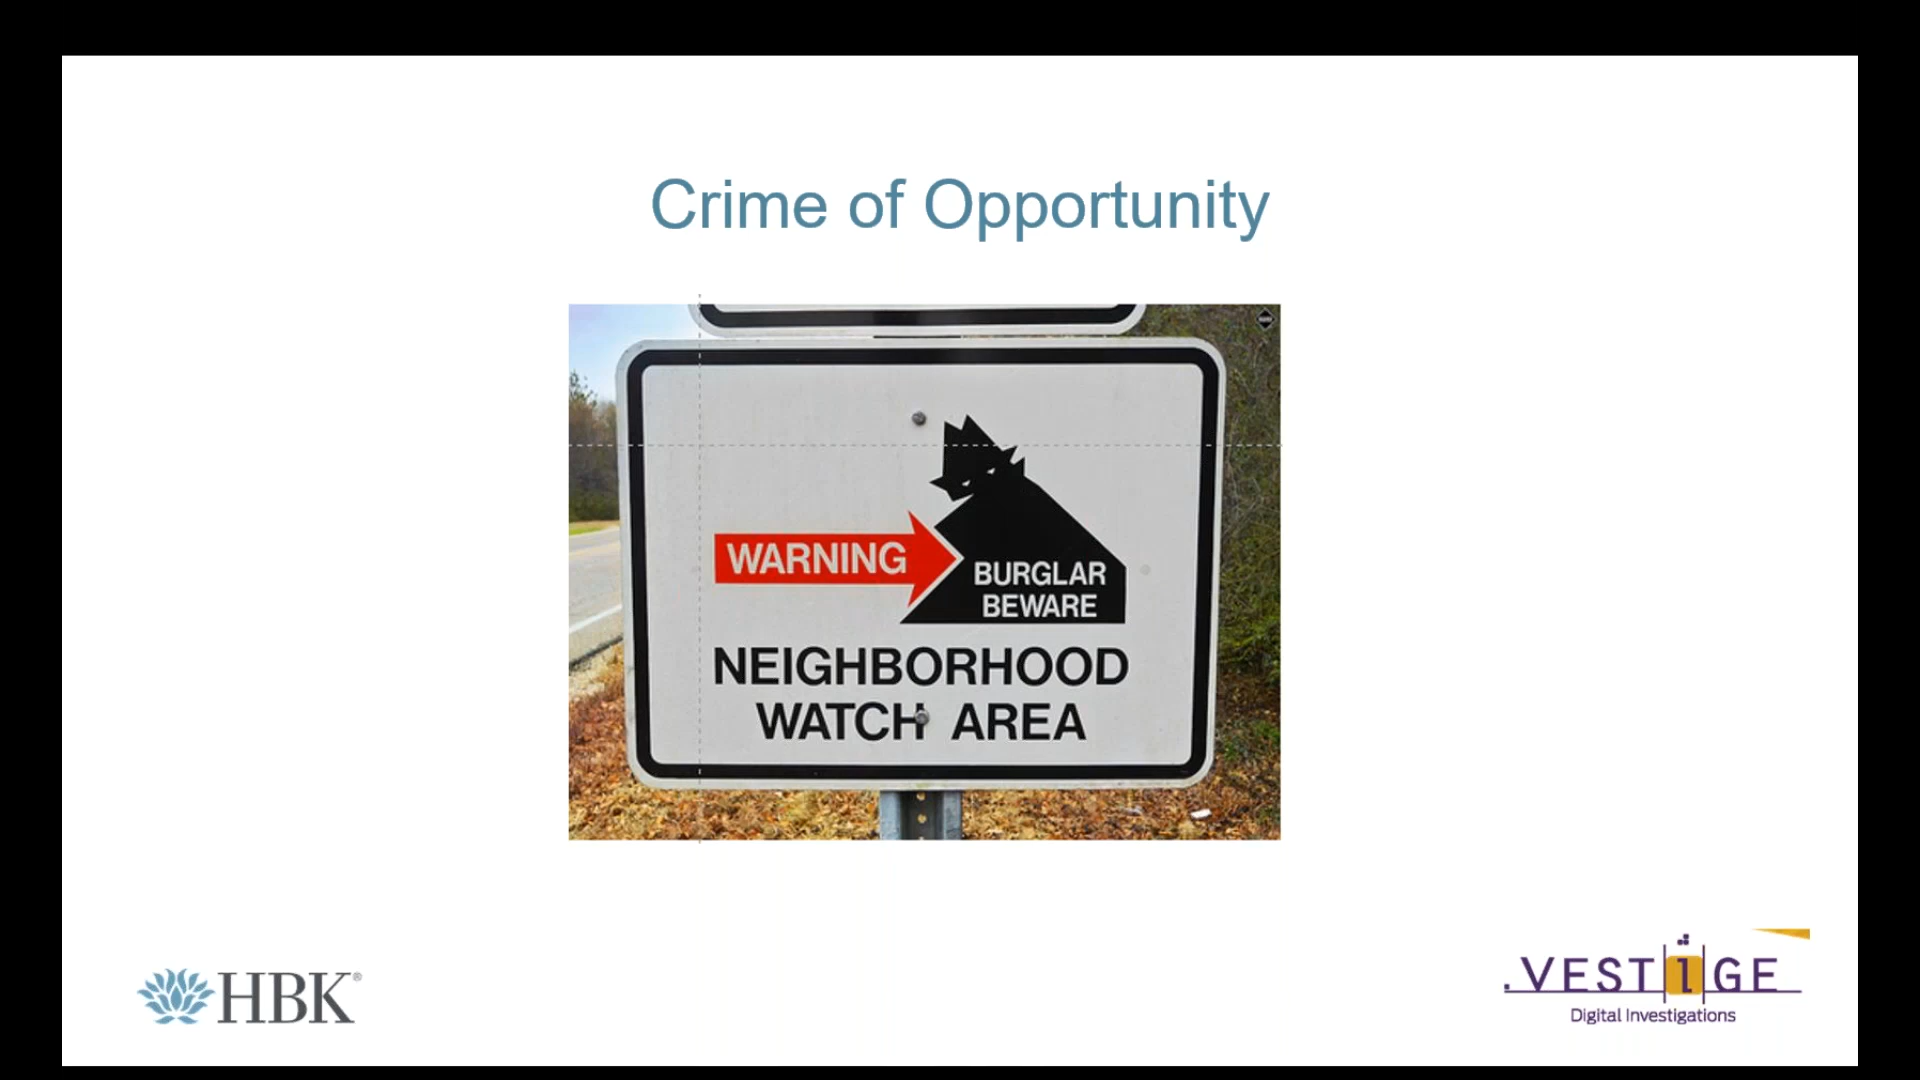 Crime of Opportunity
WARNING
BURGLAR
BEWARE
NEIGHBORHOOD
WATCH AREA
HBK®
.VESTIGE
Digital Investigations